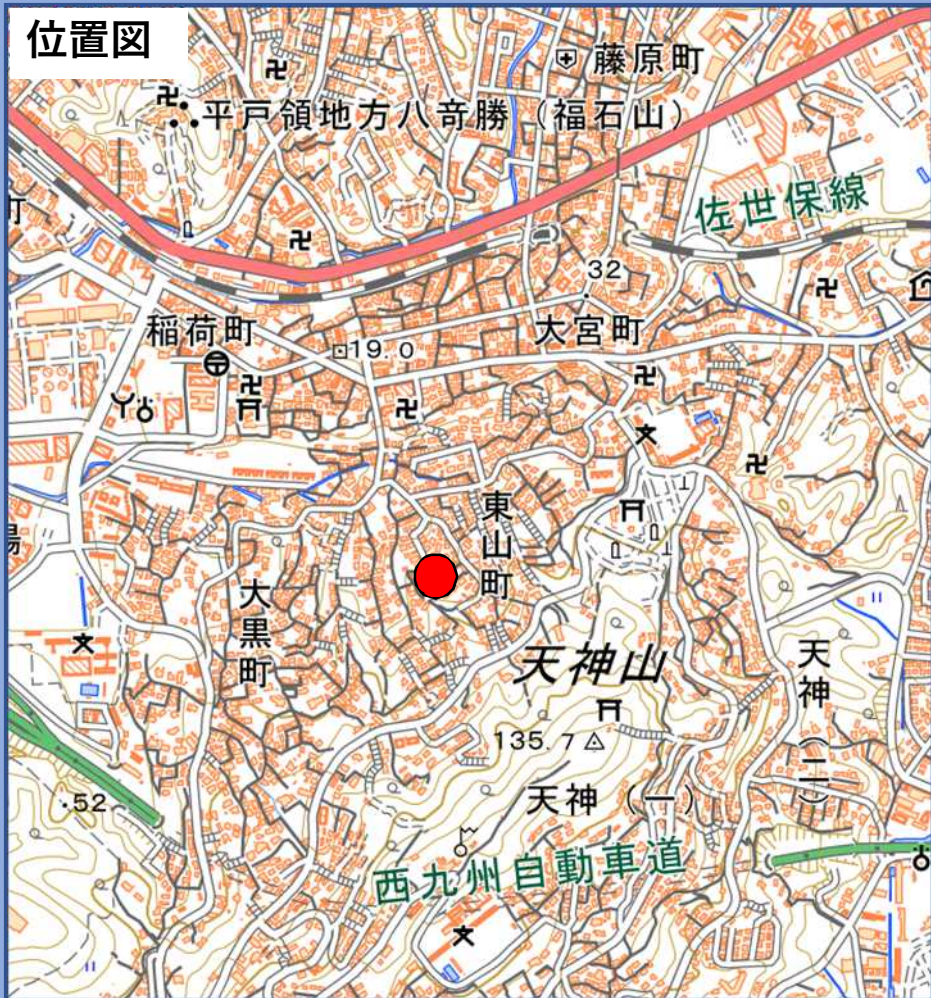 位置図
藤原町
平戸領地方八奇勝（福石山）
町
佐世保線
32
稲荷町
19.0
大宮町
東山町
大黒町
天神山
天神（二）
135.7
52
天神（一）
西九州自動車道